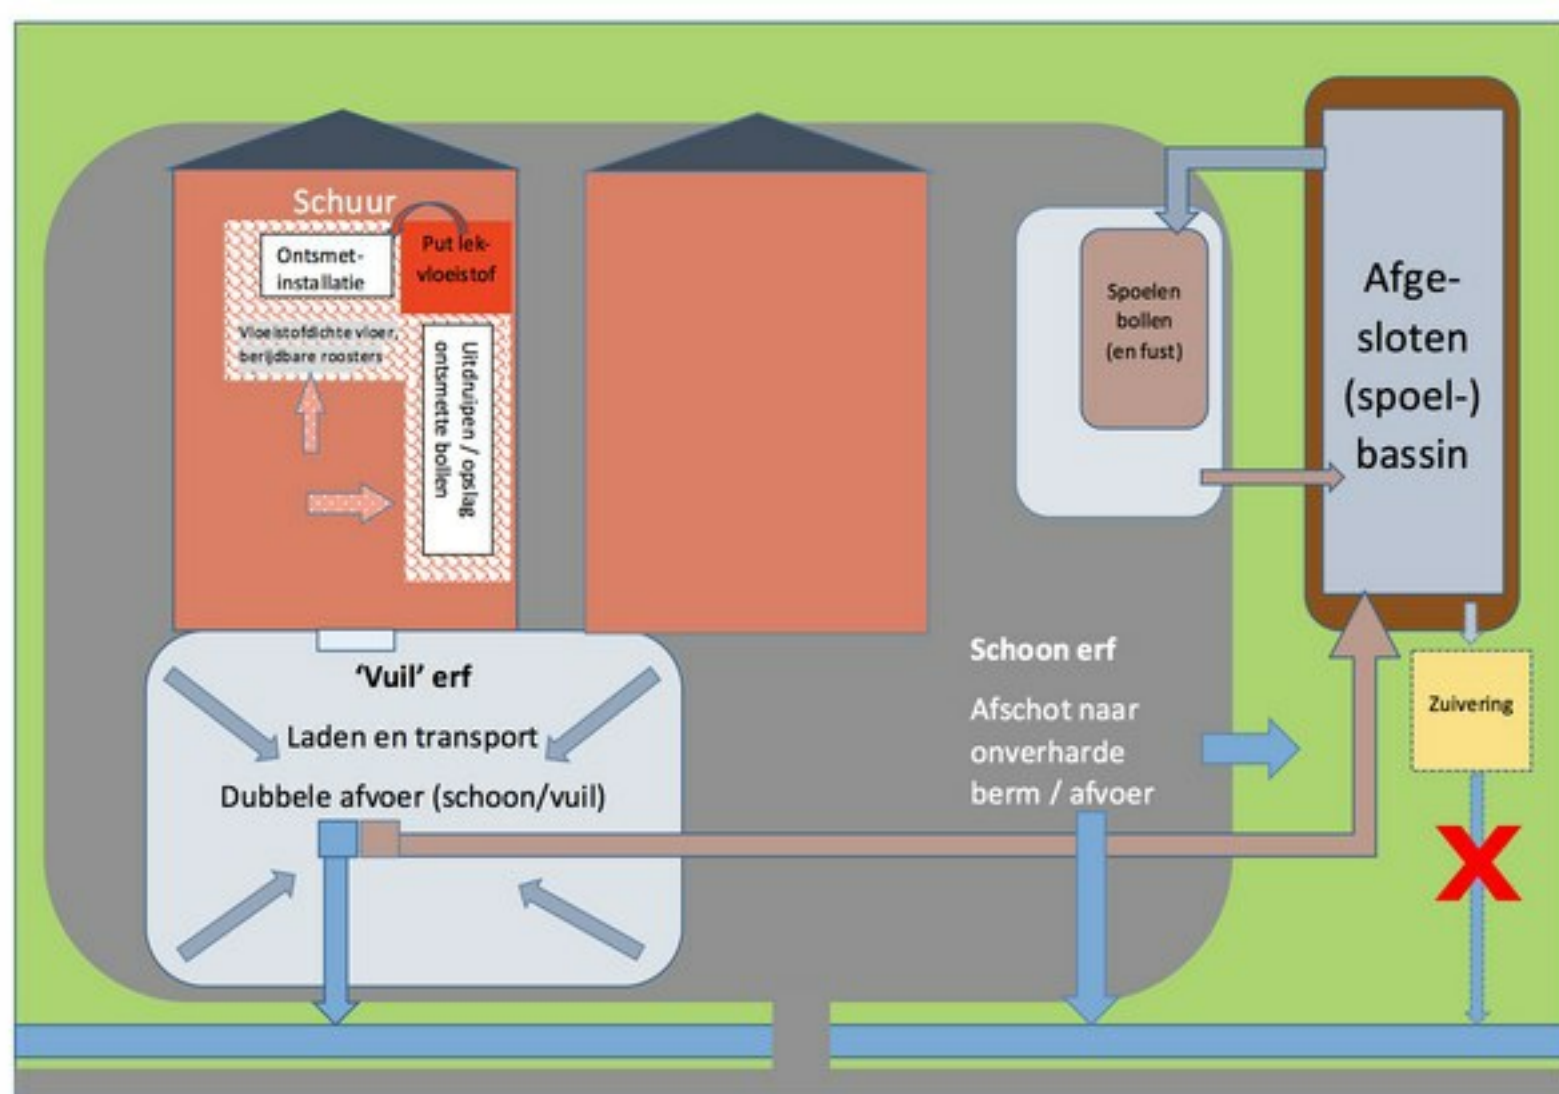 Schuur
Ontsmet-
installatie
Put lek-
vloeistof
Vloeistofdichte vloer,
berijdbare roosters
Uitdruipen / opslag
ontsmette bollen
Spoelen
bollen
(en fust)
Afge-
sloten
(spoel-)
bassin
'Vuil' erf
Laden en transport
Dubbele afvoer (schoon/vuil)
Schoon erf
Afschot naar
onverharde
berm / afvoer
Zuivering
X